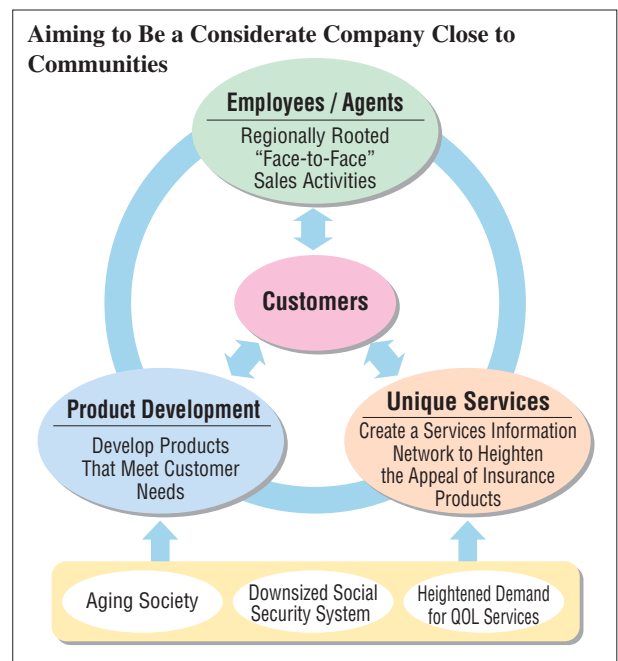 Aiming to Be a Considerate Company Close to
Communities
Employees / Agents
Regionally Rooted
“Face-to-Face”
Sales Activities
Customers
Product Development
Develop Products
That Meet Customer
Needs
Unique Services
Create a Services Information
Network to Heighten
the Appeal of Insurance
Products
Aging Society
Downsized Social
Security System
Heightened Demand
for QOL Services